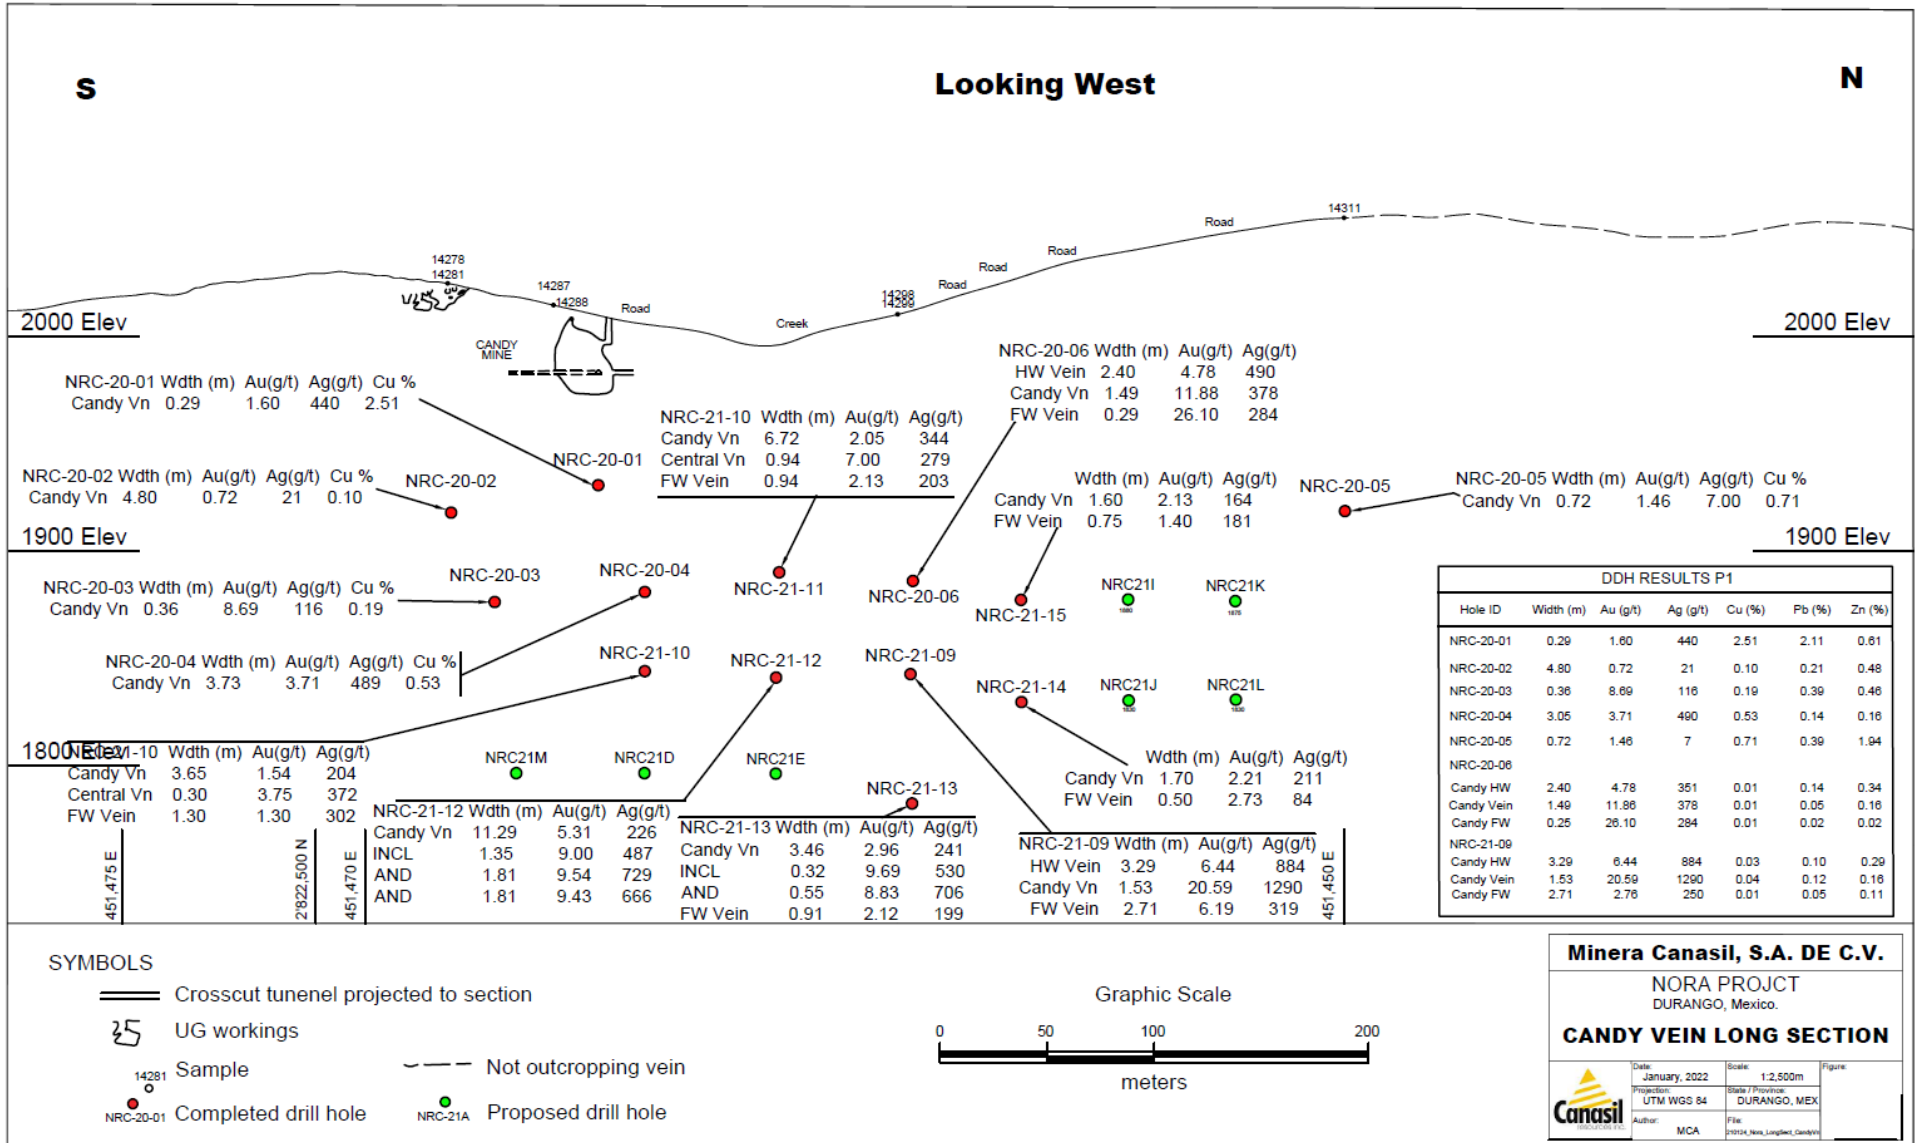 S
Looking West
N
14311
Road
Road
Road
Road
14278
14281
14287
14288
Road
Creek
14298
14299
2000 Elev
2000 Elev
CANDY
MINE
NRC-20-01 Wdth (m) Au(g/t) Ag(g/t) Cu %
Candy Vn 0.29 1.60 440 2.51
NRC-20-06 Wdth (m) Au(g/t) Ag(g/t)
HW Vein 2.40 4.78 490
Candy Vn 1.49 11.88 378
FW Vein 0.29 26.10 284
NRC-21-10 Wdth (m) Au(g/t) Ag(g/t)
Candy Vn 6.72 2.05 344
Central Vn 0.94 7.00 279
FW Vein 0.94 2.13 203
NRC-20-01
NRC-20-02 Wdth (m) Au(g/t) Ag(g/t) Cu %
Candy Vn 4.80 0.72 21 0.10
NRC-20-02
Wdth (m) Au(g/t) Ag(g/t)
Candy Vn 1.60 2.13 164
FW Vein 0.75 1.40 181
NRC-20-05
NRC-20-05 Wdth (m) Au(g/t) Ag(g/t) Cu %
Candy Vn 0.72 1.46 7.00 0.71
1900 Elev
1900 Elev
NRC-20-03 Wdth (m) Au(g/t) Ag(g/t) Cu %
Candy Vn 0.36 8.69 116 0.19
NRC-20-03
NRC-20-04
NRC-21-11
NRC-20-06
NRC-21-15
NRC21I
1880
NRC21K
1875
NRC-20-04 Wdth (m) Au(g/t) Ag(g/t) Cu %
Candy Vn 3.73 3.71 489 0.53
NRC-21-10
NRC-21-12
NRC-21-09
NRC-21-14
NRC21J
1830
NRC21L
1830
1800 Elev
NRC-21-10 Wdth (m) Au(g/t) Ag(g/t)
Candy Vn 3.65 1.54 204
Central Vn 0.30 3.75 372
FW Vein 1.30 1.30 302
NRC21M
NRC21D
NRC21E
NRC-21-13
Wdth (m) Au(g/t) Ag(g/t)
Candy Vn 1.70 2.21 211
FW Vein 0.50 2.73 84
NRC-21-12 Wdth (m) Au(g/t) Ag(g/t)
Candy Vn 11.29 5.31 226
INCL 1.35 9.00 487
AND 1.81 9.54 729
AND 1.81 9.43 666
NRC-21-13 Wdth (m) Au(g/t) Ag(g/t)
Candy Vn 3.46 2.96 241
INCL 0.32 9.69 530
AND 0.55 8.83 706
FW Vein 0.91 2.12 199
NRC-21-09 Wdth (m) Au(g/t) Ag(g/t)
HW Vein 3.29 6.44 884
Candy Vn 1.53 20.59 1290
FW Vein 2.71 6.19 319
451,475 E
2'822,500 N
451,470 E
451,450 E
DDH RESULTS P1
Hole ID Width (m) Au (g/t) Ag (g/t) Cu (%) Pb (%) Zn (%)
NRC-20-01 0.29 1.60 440 2.51 2.11 0.61
NRC-20-02 4.80 0.72 21 0.10 0.21 0.48
NRC-20-03 0.36 8.69 116 0.19 0.39 0.46
NRC-20-04 3.05 3.71 490 0.53 0.14 0.16
NRC-20-05 0.72 1.46 7 0.71 0.39 1.94
NRC-20-06
Candy HW 2.40 4.78 351 0.01 0.14 0.34
Candy Vein 1.49 11.86 378 0.01 0.05 0.16
Candy FW 0.25 26.10 284 0.01 0.02 0.02
NRC-21-09
Candy HW 3.29 6.44 884 0.03 0.10 0.29
Candy Vein 1.53 20.59 1290 0.04 0.12 0.16
Candy FW 2.71 2.76 250 0.01 0.05 0.11
SYMBOLS
Crosscut tunenel projected to section
UG workings
14281 Sample
Not outcropping vein
NRC-20-01 Completed drill hole
NRC-21A Proposed drill hole
Graphic Scale
0 50 100 200
meters
Minera Canasil, S.A. DE C.V.
NORA PROJCT
DURANGO, Mexico.
CANDY VEIN LONG SECTION
Canasil
RESOURCES INC.
Date: January, 2022
Scale: 1:2,500m
Figure:
Projection: UTM WGS 84
State / Province: DURANGO, MEX
Author: MCA
File: